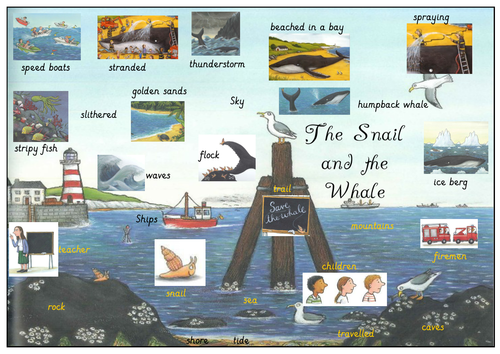 beached in a bay
spraying
speed boats
stranded
thunderstorm
golden sands
Sky
humpback whale
slithered
stripy fish
flock
The Snail
and the
Whale
waves
ice berg
trail
Save
the whale
Ships
mountains
teacher
firemen
children
snail
sea
rock
travelled
caves
shore
tide